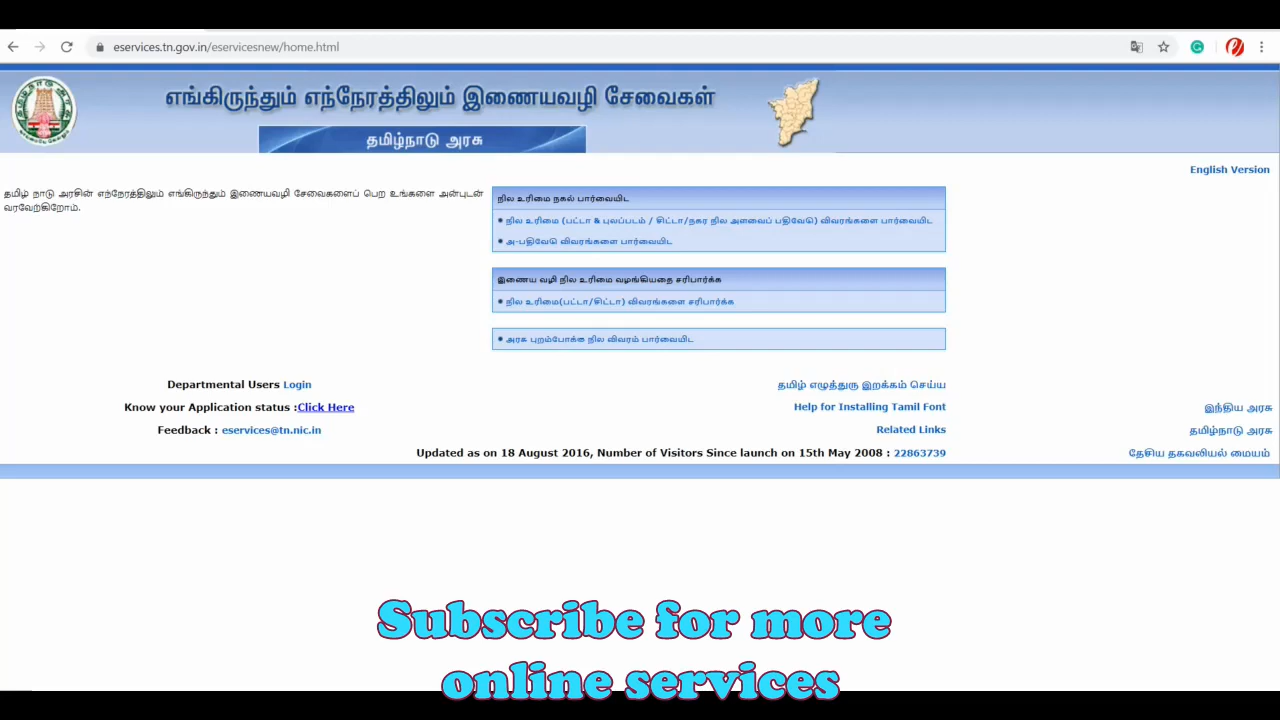 eservices.tn.gov.in/eservicesnew/home.html
எங்கிருந்தும் எந்நேரத்திலும் இணையவழி சேவைகள்
தமிழ்நாடு அரசு
English Version
தமிழ் நாடு அரசின் எந்நேரத்திலும் எங்கிருந்தும் இணையவழி சேவைகளைப் பெற உங்களை அன்புடன்
வரவேற்கிறோம்.
நில உரிமை நகல் பார்வையிட
நில உரிமை (பட்டா & புலப்படம் / சிட்டா/நகர நில அளவைப் பதிவேடு) விவரங்களை பார்வையிட
அ-பதிவேடு விவரங்களை பார்வையிட
இணைய வழி நில உரிமை வழங்கியதை சரிபார்க்க
நில உரிமை(பட்டா/சிட்டா) விவரங்களை சரிபார்க்க
அரசு புறம்போக்கு நில விவரம் பார்வையிட
Departmental Users Login
Know your Application status :Click Here
Feedback : eservices@tn.nic.in
தமிழ் எழுத்துரு இறக்கம் செய்ய
Help for Installing Tamil Font
Related Links
இந்திய அரசு
தமிழ்நாடு அரசு
தேசிய தகவலியல் மையம்
Updated as on 18 August 2016, Number of Visitors Since launch on 15th May 2008 : 22863739
Subscribe for more
online services